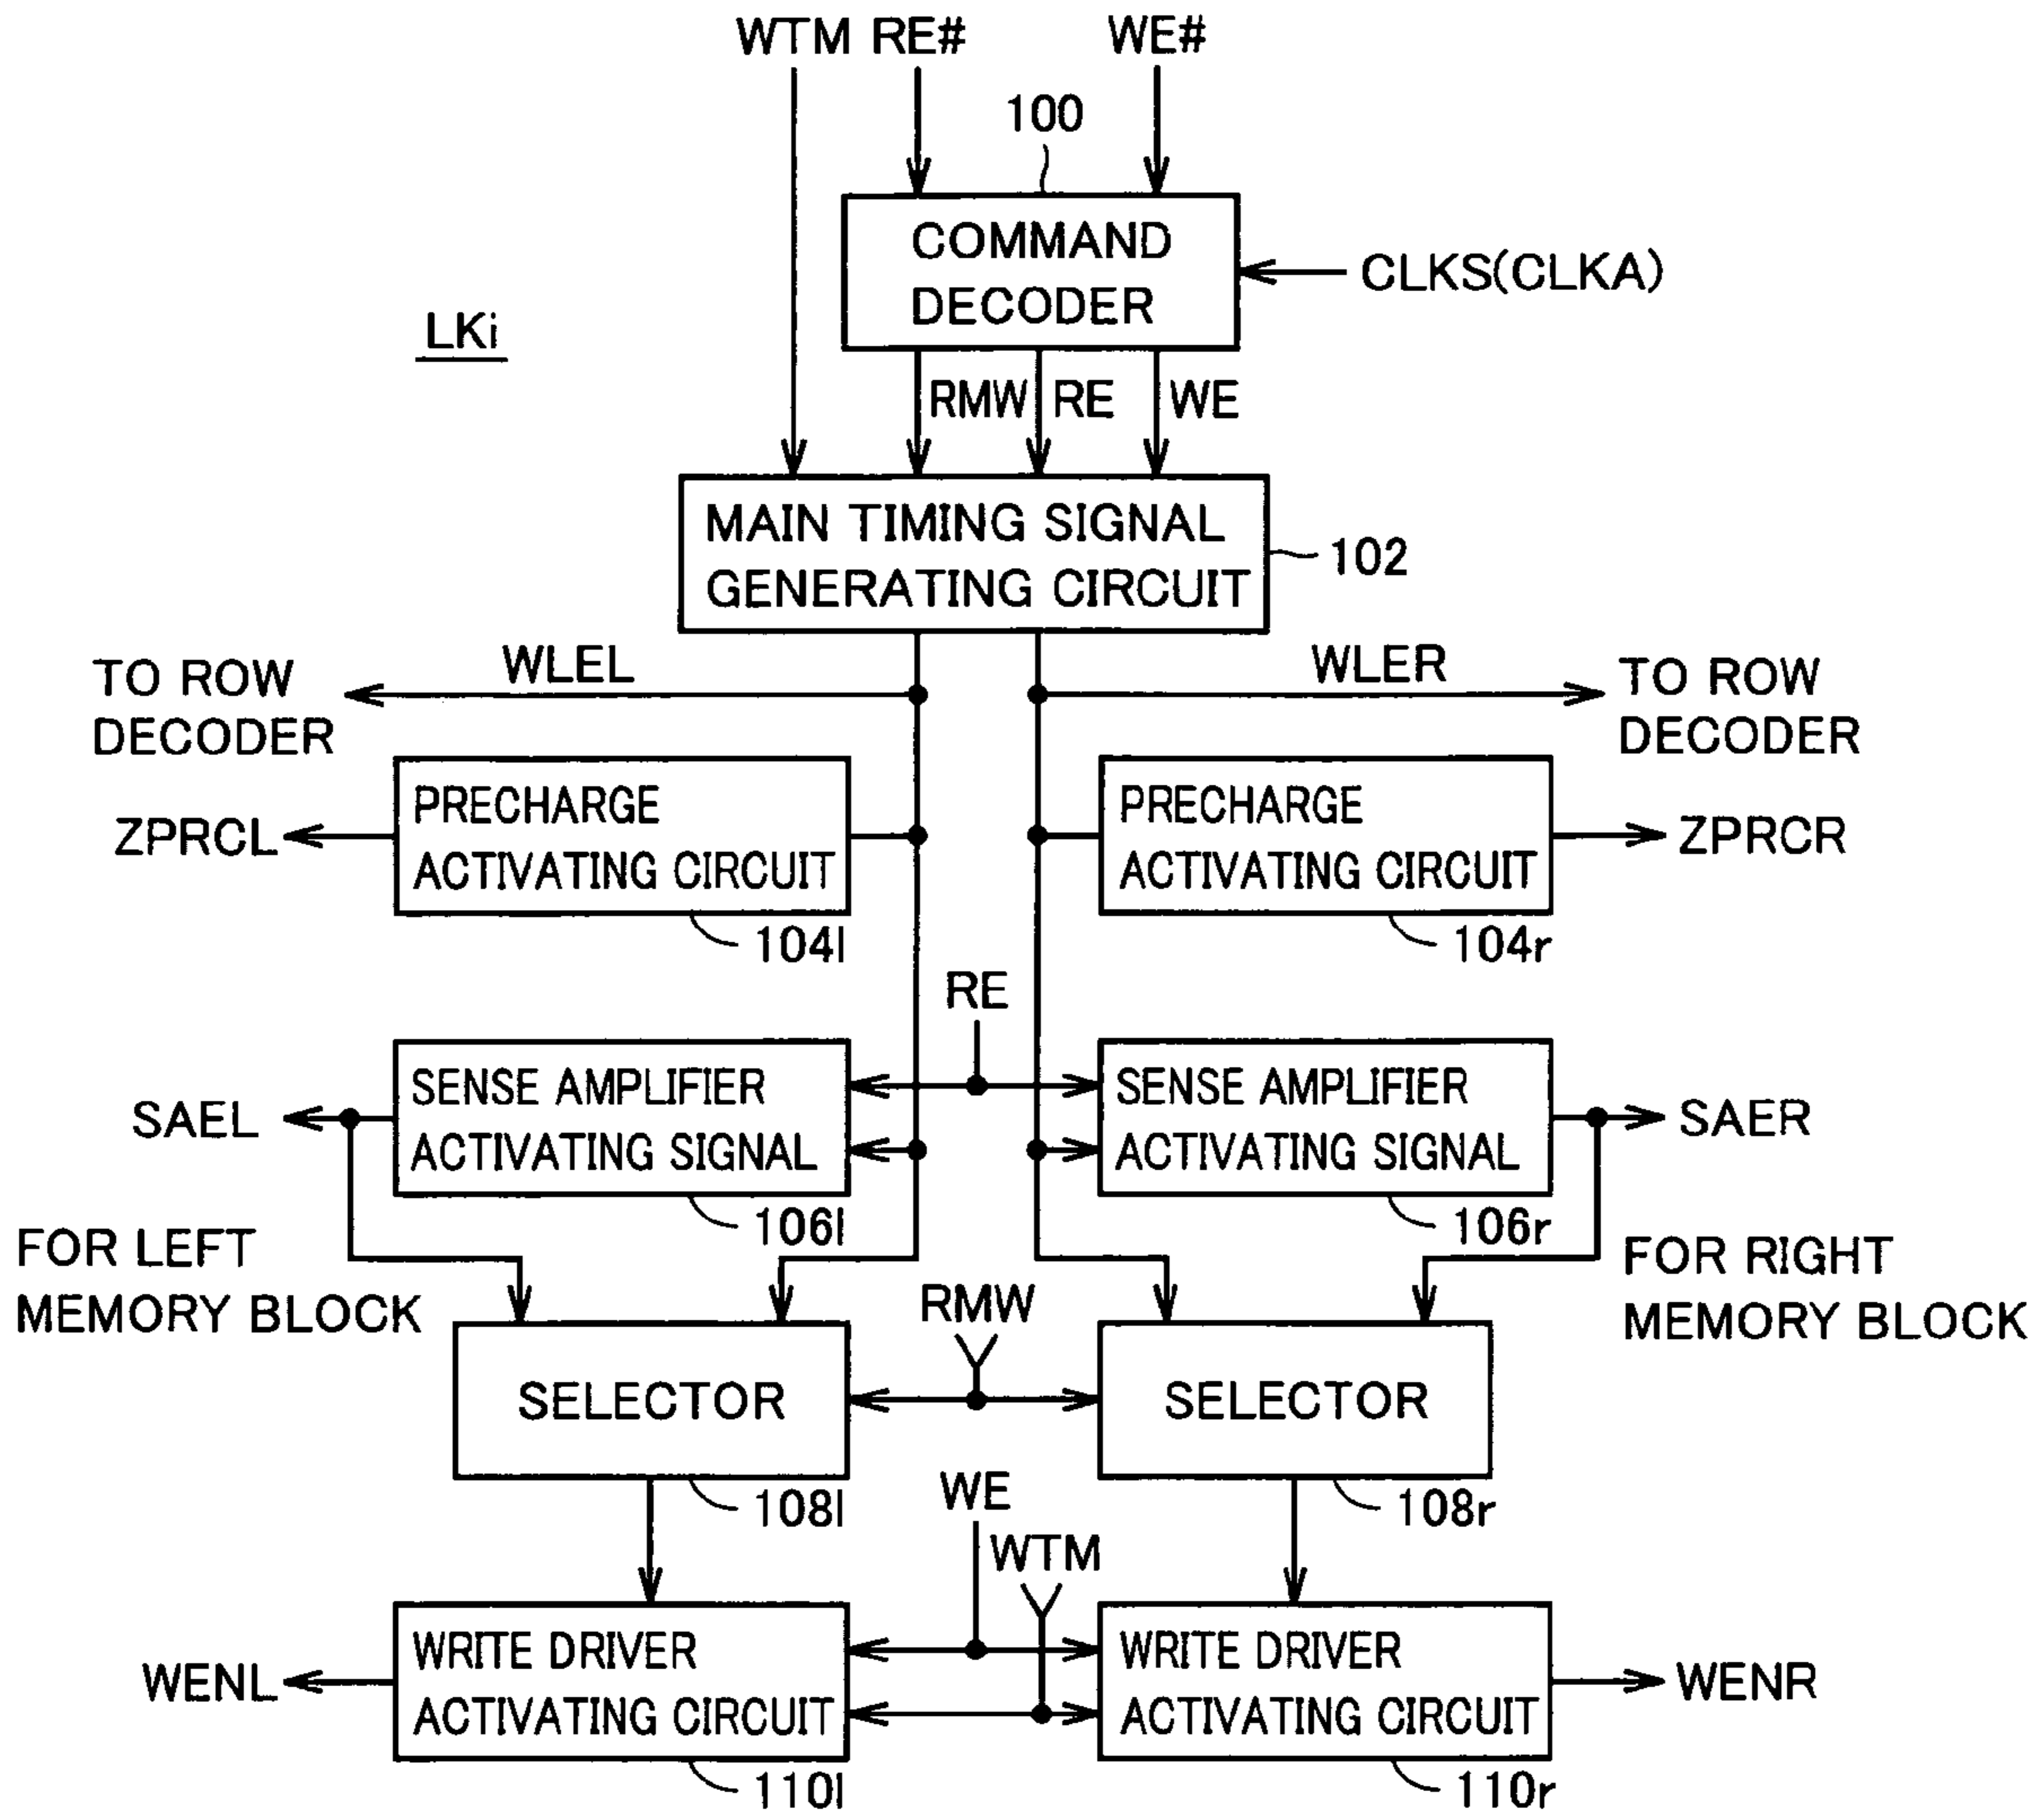 WTM RE# WE#
100
COMMAND
DECODER
CLKS(CLKA)
LKi
RMW RE WE
MAIN TIMING SIGNAL
GENERATING CIRCUIT
102
WLEL WLER
TO ROW
DECODER
TO ROW
DECODER
PRECHARGE
ACTIVATING CIRCUIT
ZPRCL
104l
PRECHARGE
ACTIVATING CIRCUIT
ZPRCR
104r
RE
SENSE AMPLIFIER
ACTIVATING SIGNAL
SAEL
106l
SENSE AMPLIFIER
ACTIVATING SIGNAL
SAER
106r
FOR LEFT
MEMORY BLOCK
FOR RIGHT
MEMORY BLOCK
RMW
SELECTOR
108l
SELECTOR
108r
WE
WTM
WRITE DRIVER
ACTIVATING CIRCUIT
WENL
110l
WRITE DRIVER
ACTIVATING CIRCUIT
WENR
110r